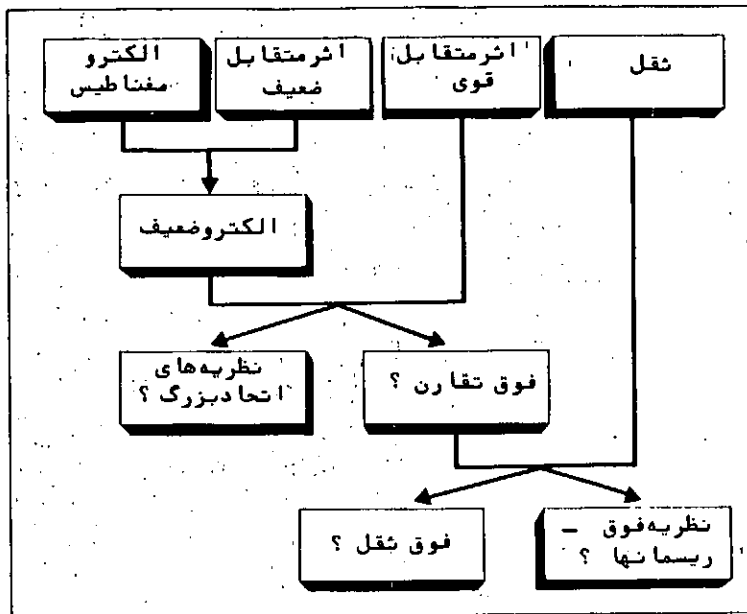 الکترو
مغناطیس
اثرمتقابل
ضعیف
اثرمتقابل
قوی
ثقل
الکتروضعیف
نظریه‌های
اتحادبزرگ ؟
فوق تقارن ؟
فوق ثقل ؟
نظریه‌فوق –
ریسمانها ؟